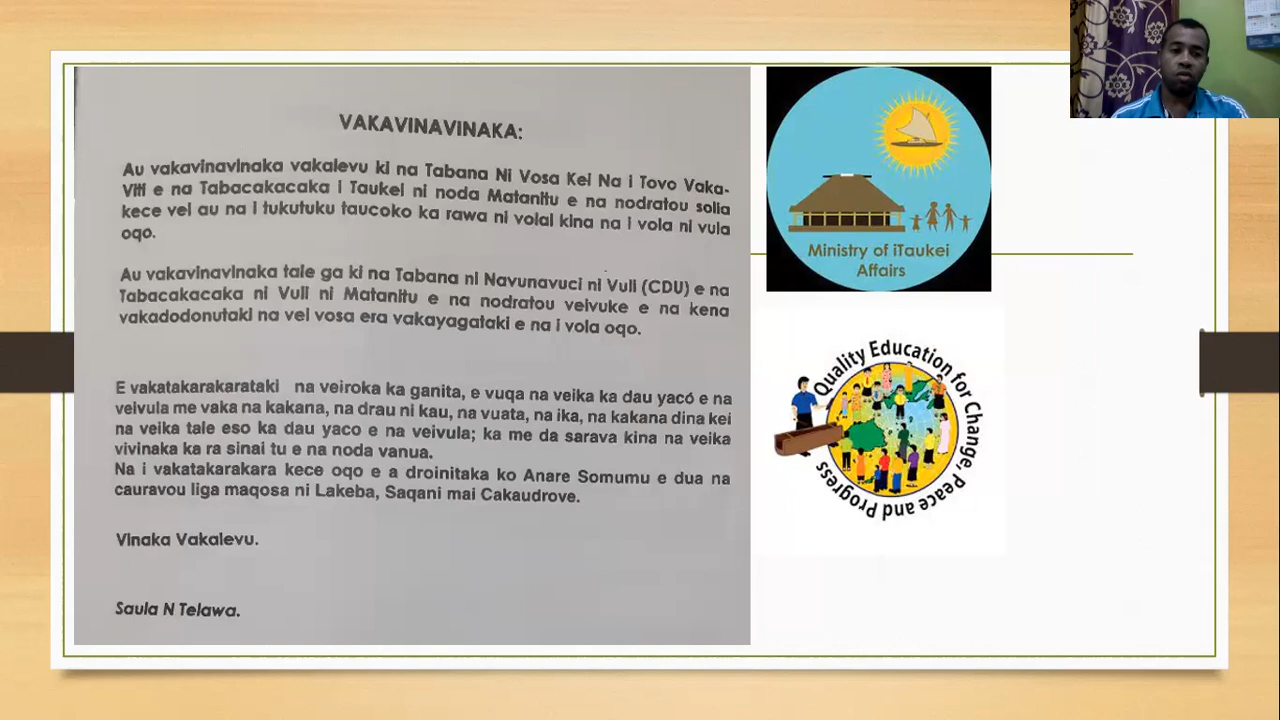 VAKAVINAVINAKA:
Au vakavinavinaka vakalevu ki na Tabana Ni Vosa Kei Na i Tovo Vaka-
Viti e na Tabacakacaka i Taukei ni noda Matanitu e na nodratou solia
kece vei au na i tukutuku taucoko ka rawa ni volai kina na i vola ni vula
oqo.
Au vakavinavinaka tale ga ki na Tabana ni Navunavuci ni Vuli (CDU) e na
Tabacakacaka ni Vuli ni Matanitu e na nodratou veivuke e na kena
vakadodonutaki na vei vosa era vakayagataki e na i vola oqo.
E vakatakarakarataki na veiroka ka ganita, e vuqa na veika ka dau yaco e na
veivula me vaka na kakana, na drau ni kau, na vuata, na ika, na kakana dina kei
na veika tale eso ka dau yaco e na veivula; ka me da sarava kina na veika
vivinaka ka ra sinai tu e na noda vanua.
Na i vakatakarakara kece oqo e a droinitaka ko Anare Somumu e dua na
cauravou liga maqosa ni Lakeba, Saqani mai Cakaudrove.
Vinaka Vakalevu.
Saula N Telawa.
Ministry of iTaukei
Affairs
Quality Education for Change, Peace and Progress